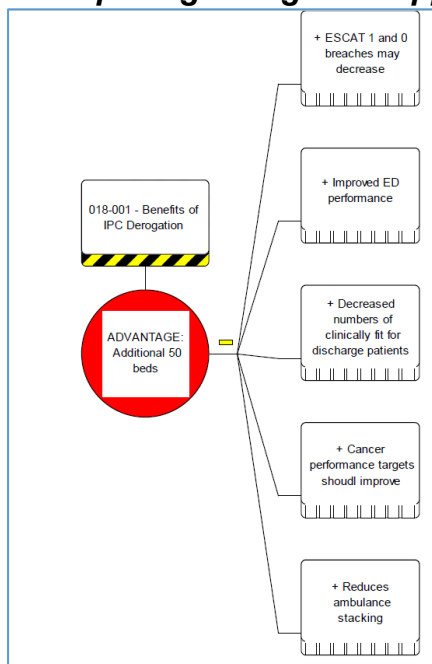 + ESCAT 1 and 0
breaches may
decrease
018-001 - Benefits of
IPC Derogation
+ Improved ED
performance
ADVANTAGE:
Additional 50
beds
+ Decreased
numbers of
clinically fit for
discharge patients
+ Cancer
performance targets
shoudl improve
+ Reduces
ambulance
stacking